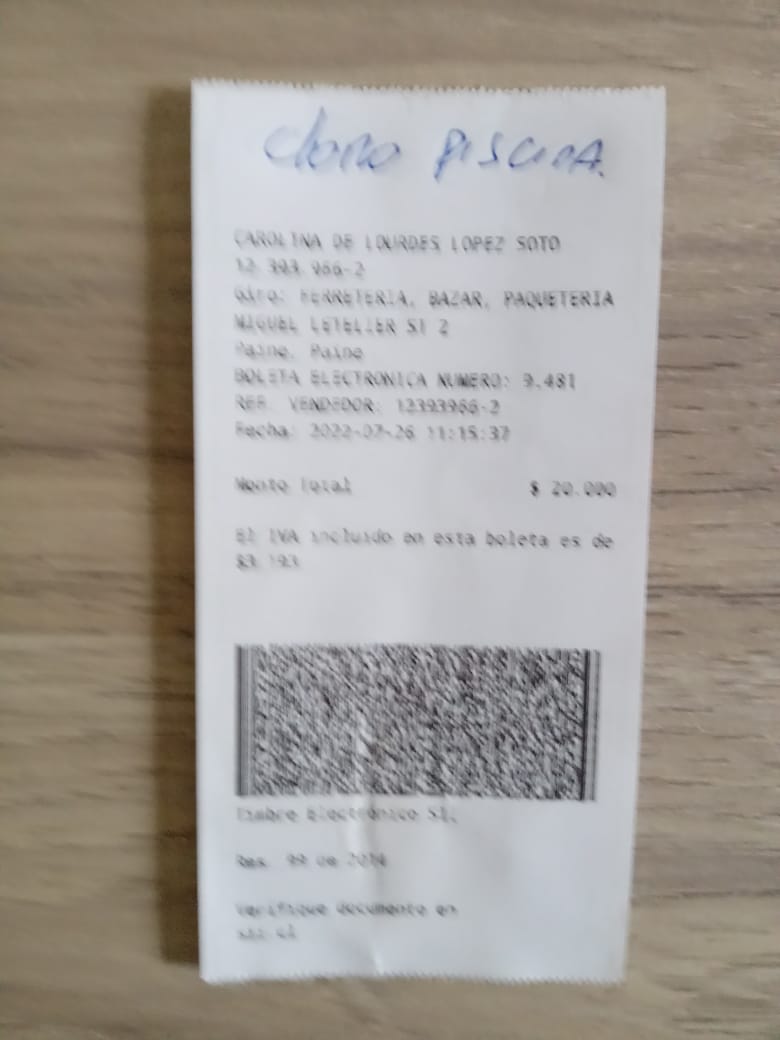 cloro PISCINA.
CAROLINA DE LOURDES LOPEZ SOTO
12.393.966-2
Giro: FERRETERIA, BAZAR, PAQUETERIA
MIGUEL LETELIER ST 2
Paine, Paine
BOLETA ELECTRONICA NUMERO: 9.481
REF. VENDEDOR: 12393966-2
Fecha: 2022-07-26 11:15:37
Monto Total $ 20.000
El IVA incluido en esta boleta es de
$3.193
Timbre Electrónico SII
Res. 99 de 2014
Verifique documento en
sii.cl